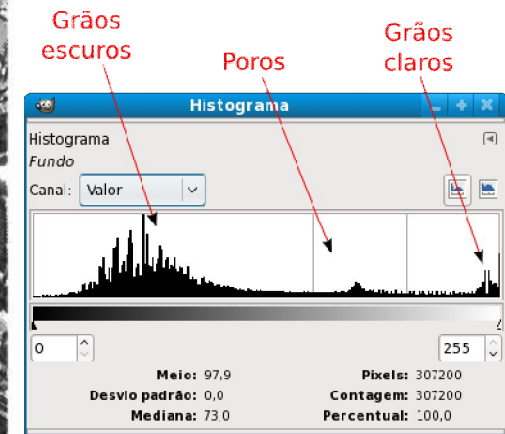 Grãos
escuros
Poros
Grãos
claros
Histograma
Histograma
Fundo
Canal: Valor
0
255
Meio: 97,9
Pixels: 307200
Desvio padrão: 0,0
Contagem: 307200
Mediana: 73,0
Percentual: 100,0